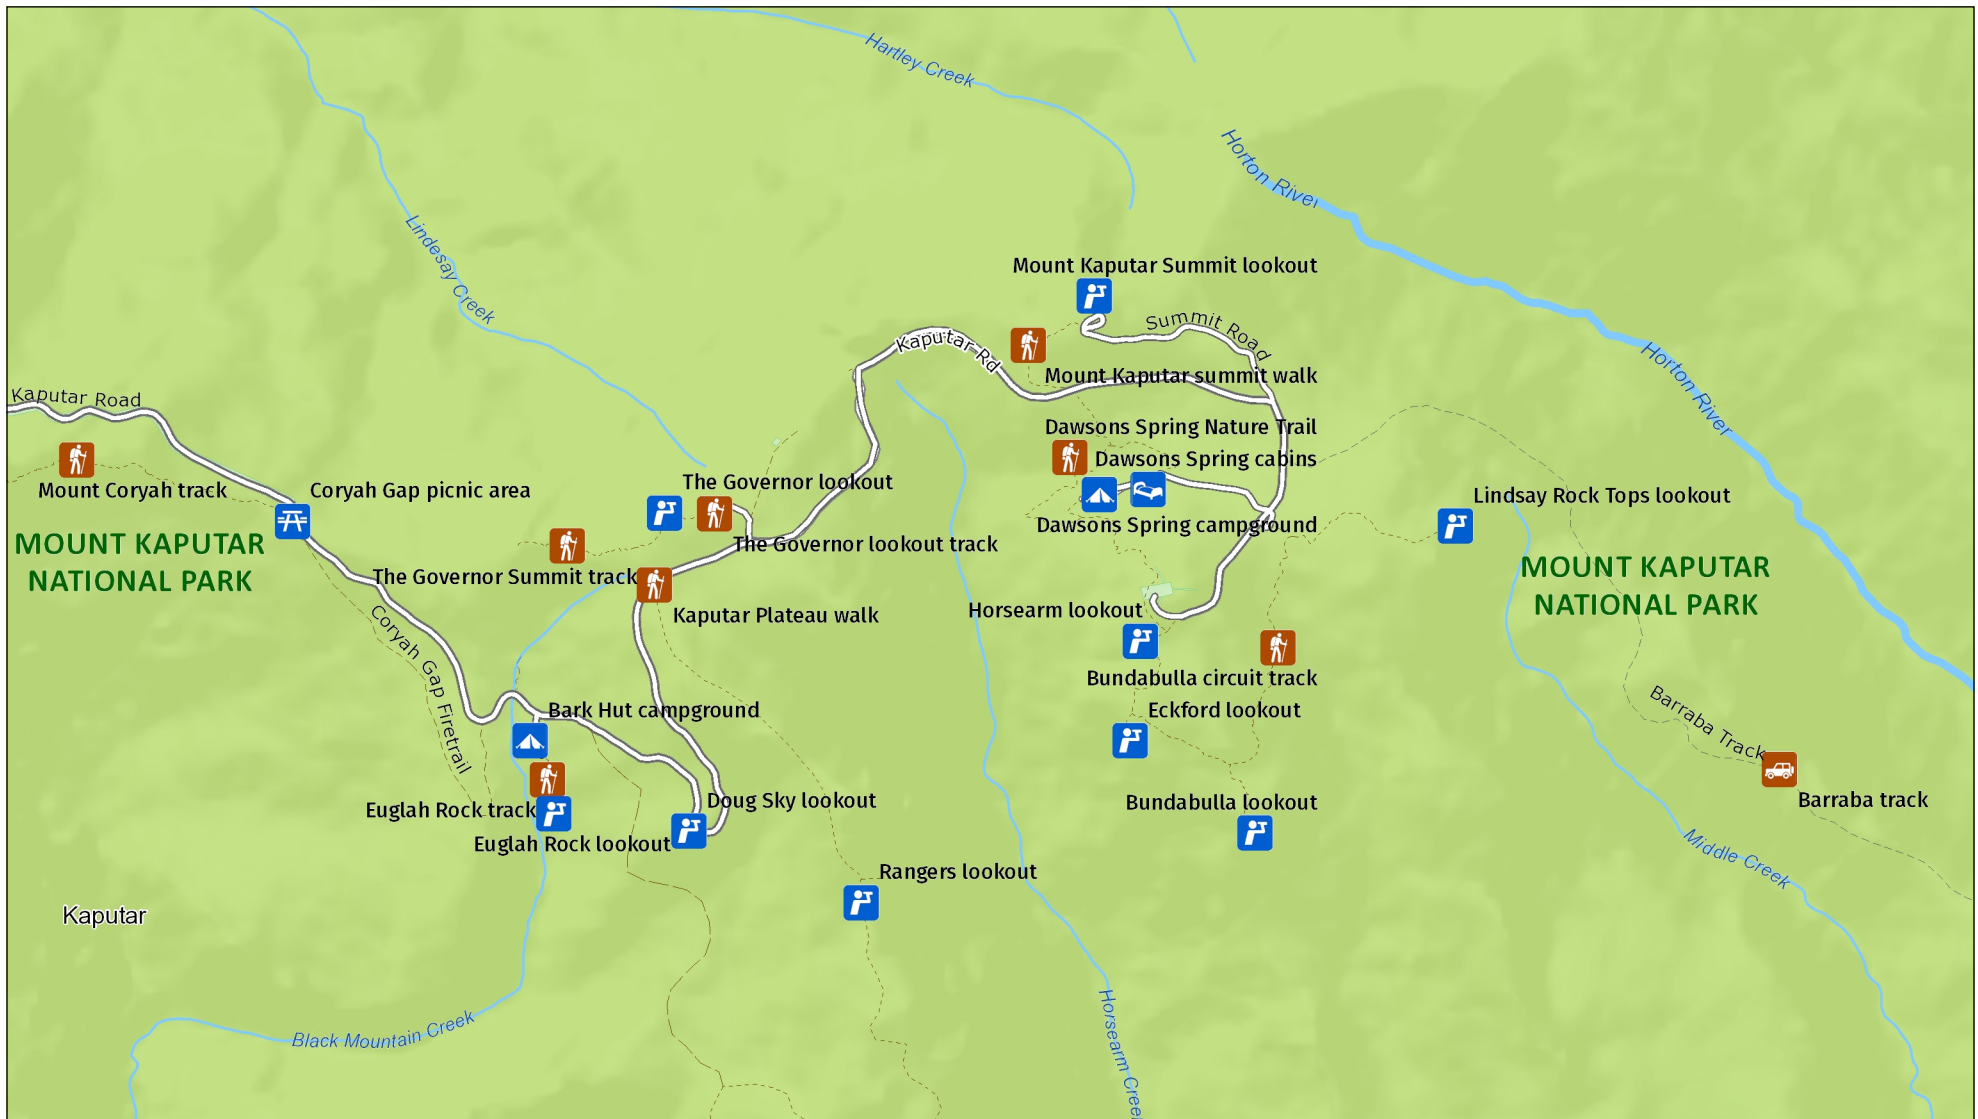 Hartley Creek
Horton River
Lindesay Creek
Mount Kaputar Summit lookout
Summit Road
Kaputar Rd
Horton River
Mount Kaputar summit walk
Kaputar Road
Dawsons Spring Nature Trail
Dawsons Spring cabins
Mount Coryah track
Coryah Gap picnic area
The Governor lookout
Lindsay Rock Tops lookout
Dawsons Spring campground
MOUNT KAPUTAR
NATIONAL PARK
The Governor lookout track
MOUNT KAPUTAR
NATIONAL PARK
The Governor Summit track
Kaputar Plateau walk
Horsearm lookout
Coryah Gap Firetrail
Bundabulla circuit track
Bark Hut campground
Eckford lookout
Barraba Track
Euglah Rock track
Doug Sky lookout
Bundabulla lookout
Barraba track
Euglah Rock lookout
Middle Creek
Rangers lookout
Kaputar
Black Mountain Creek
Horsearm Creek